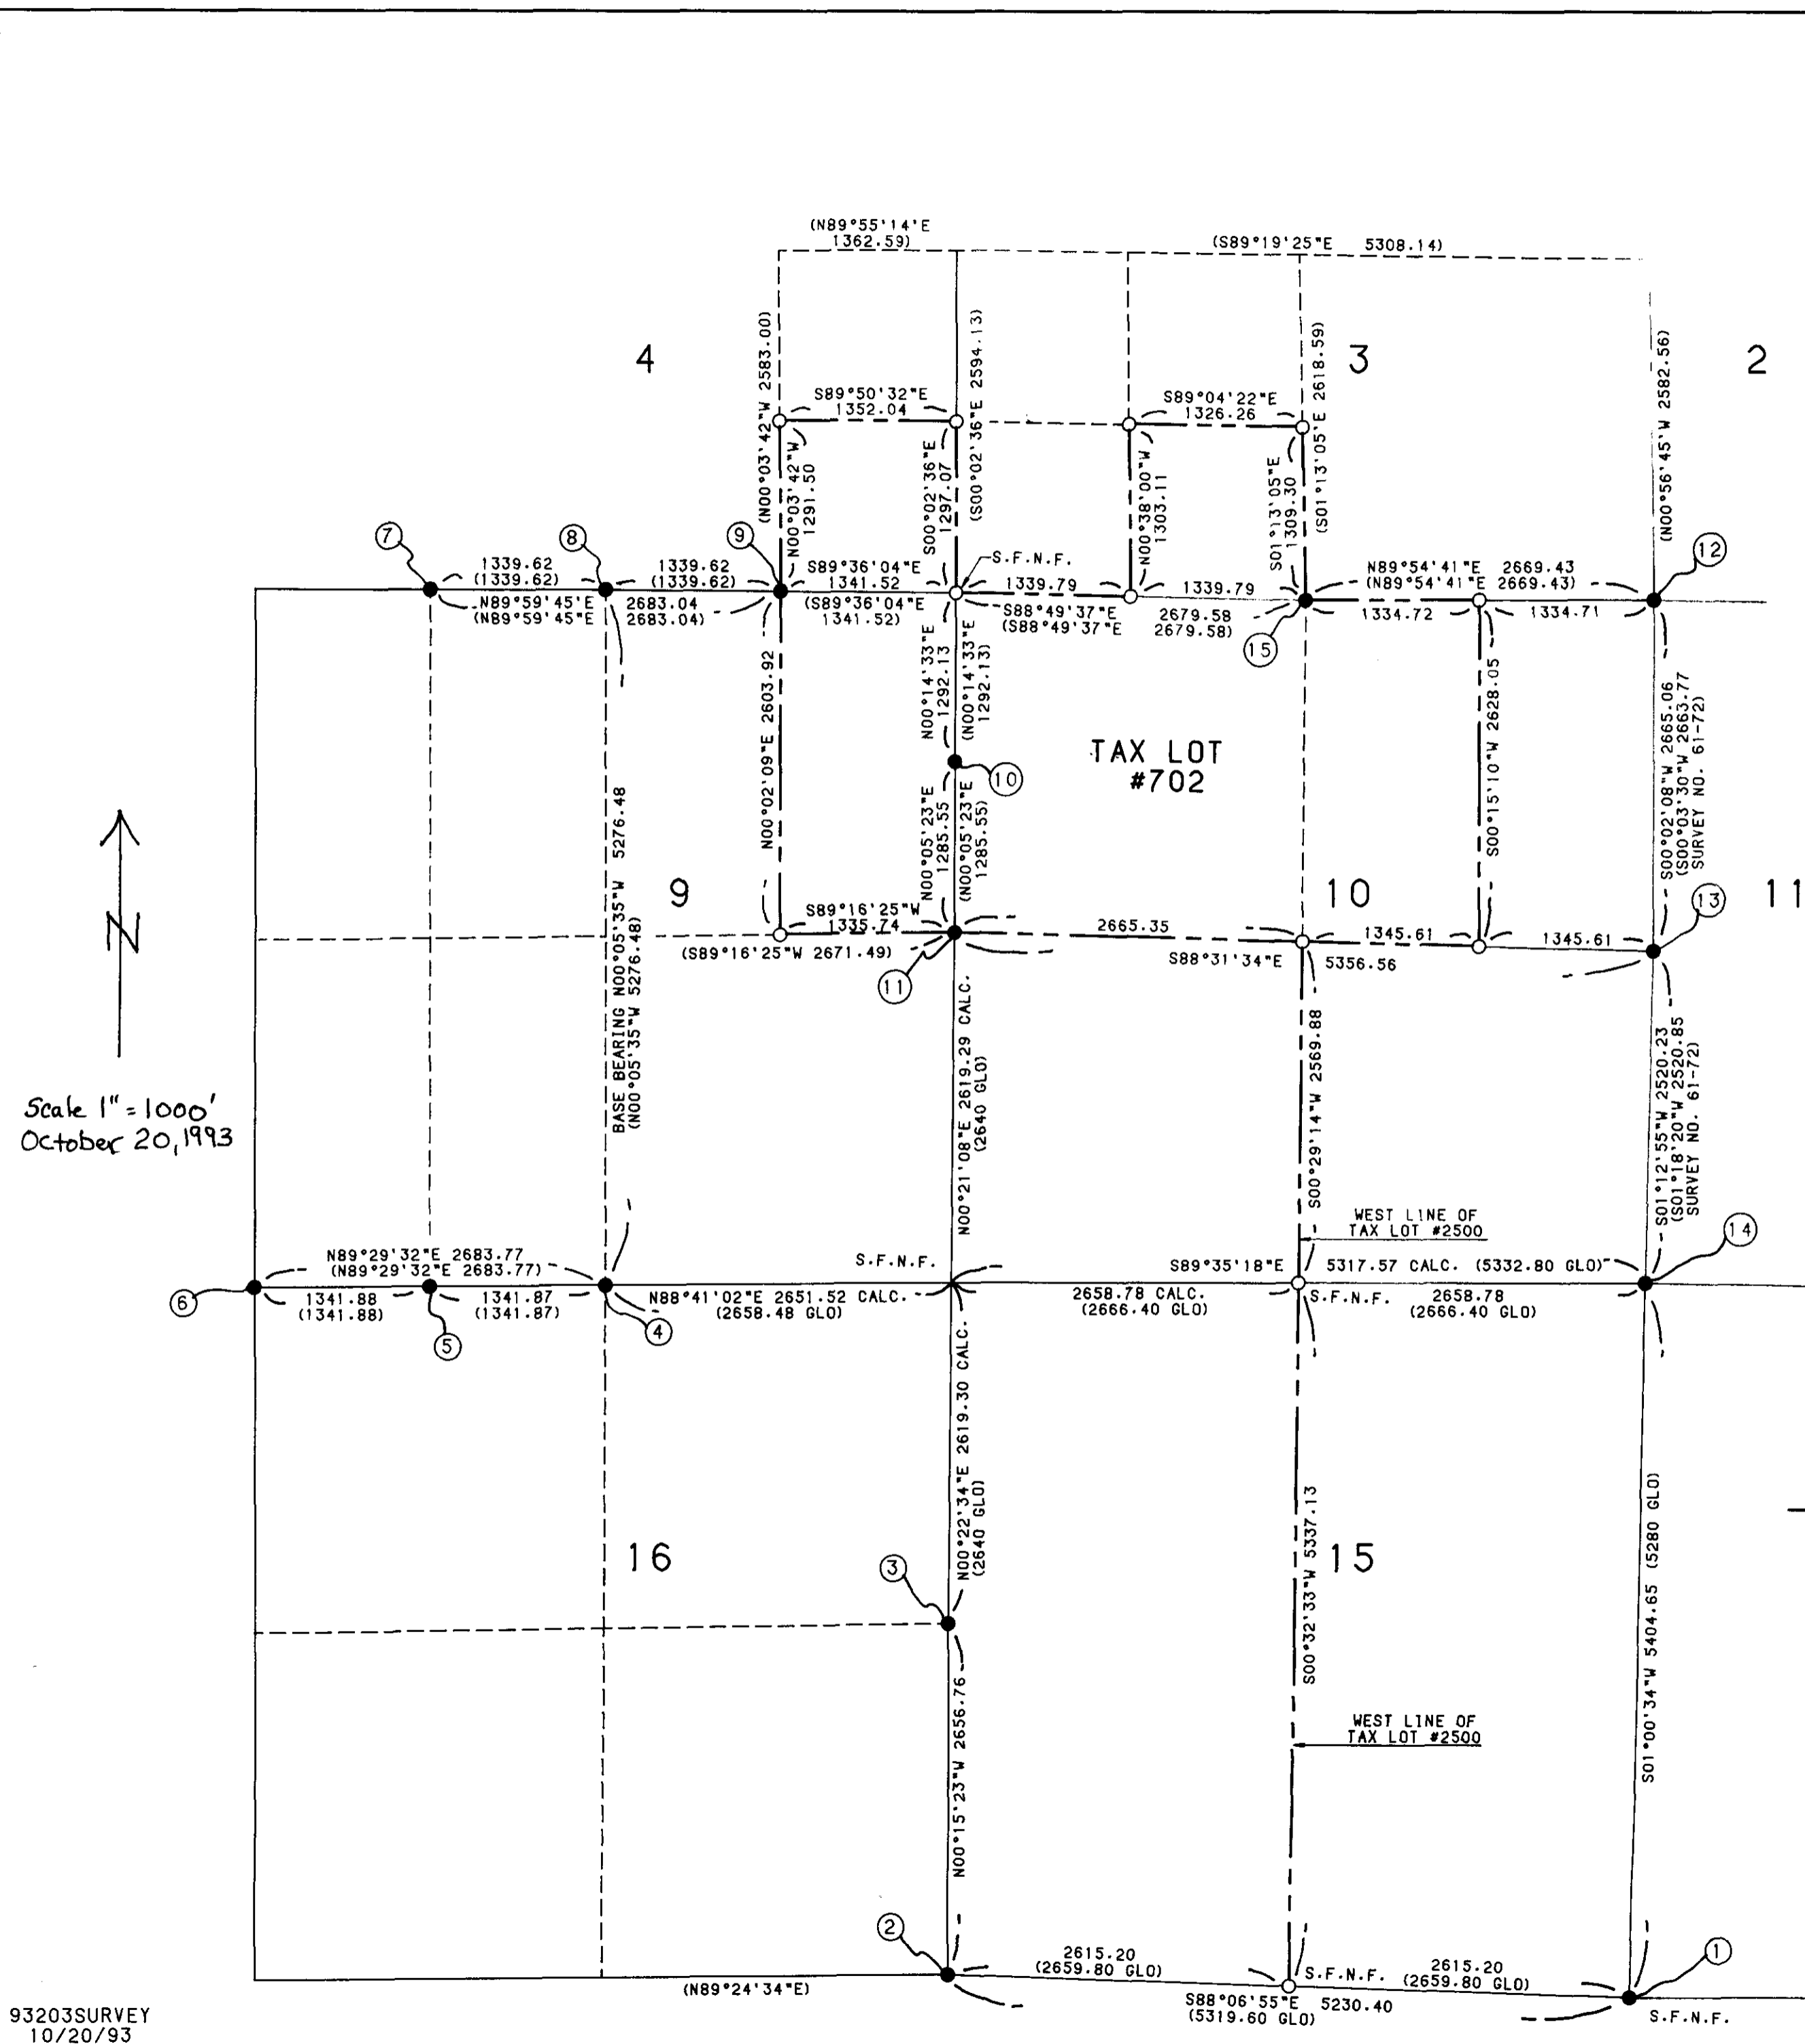 (N89°55'14'E
1362.59)
(S89°19'25"E 5308.14)
4
3
2
(N00°03'42"W 2583.00)
(S00°02'36"E 2594.13)
(S01°13'05'E 2618.59)
(N00°56'45'W 2582.56)
S89°50'32"E
1352.04
S89°04'22"E
1326.26
N00°03'42"W
1291.50
S00°02'36"E
1297.07
N00°38'00"W
1303.11
S01°13'05"E
1309.30
7
8
9
12
1339.62
(1339.62)
1339.62
(1339.62)
S89°36'04"E
1341.52
(S89°36'04"E
1341.52)
S.F.N.F.
1339.79
1339.79
N89°54'41"E 2669.43
(N89°54'41"E 2669.43)
N89°59'45'E 2683.04
(N89°59'45"E 2683.04)
S88°49'37"E 2679.58
(S88°49'37"E 2679.58)
15
1334.72
1334.71
N00°02'09"E 2603.92
N00°14'33"E
1292.13
(N00°14'33"E
1292.13)
TAX LOT
#702
10
S00°15'10"W 2628.05
S00°02'08"W 2665.06
(S00°03'30"W 2663.77
SURVEY NO. 61-72)
BASE BEARING N00°05'35"W 5276.48
(N00°05'35"W 5276.48)
N00°05'23"E
1285.55
(N00°05'23"E
1285.55)
N
9
10
11
13
S89°16'25"W
1335.74
(S89°16'25"W 2671.49)
2665.35
1345.61
1345.61
S88°31'34"E 5356.56
11
N00°21'08"E 2619.29 CALC.
(2640 GLO)
S00°29'14"W 2569.88
S01°12'55"W 2520.23
(S01°18'20"W 2520.85
SURVEY NO. 61-72)
Scale 1" = 1000'
October 20, 1993
WEST LINE OF
TAX LOT #2500
14
N89°29'32"E 2683.77
(N89°29'32"E 2683.77)
S.F.N.F.
S89°35'18"E 5317.57 CALC. (5332.80 GLO)
6
1341.88
(1341.88)
1341.87
(1341.87)
5
4
N88°41'02"E 2651.52 CALC.
(2658.48 GLO)
2658.78 CALC.
(2666.40 GLO)
S.F.N.F.
2658.78
(2666.40 GLO)
N00°22'34"E 2619.30 CALC.
(2640 GLO)
S00°32'33"W 5337.13
S01°00'34"W 5404.65 (5280 GLO)
16
3
15
N00°15'23"W 2656.76
WEST LINE OF
TAX LOT #2500
2
2615.20
(2659.80 GLO)
S.F.N.F.
2615.20
(2659.80 GLO)
1
(N89°24'34"E)
S88°06'55"E 5230.40
(5319.60 GLO)
S.F.N.F.
93203SURVEY
10/20/93